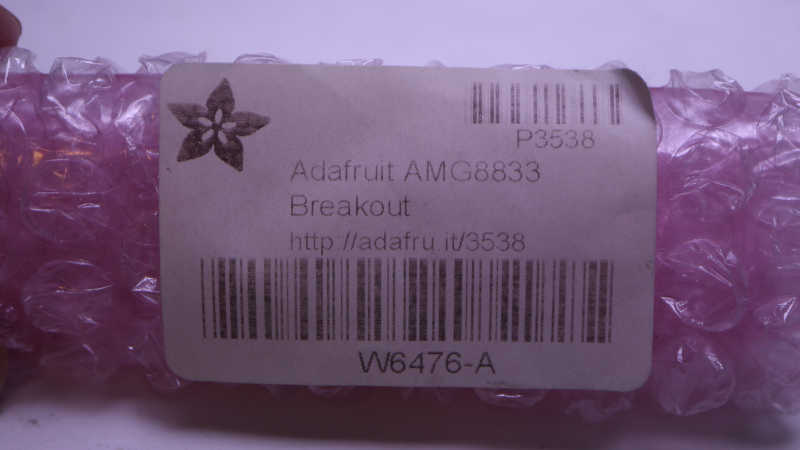 P3538
Adafruit AMG8833
Breakout
http://adafru.it/3538
W6476-A